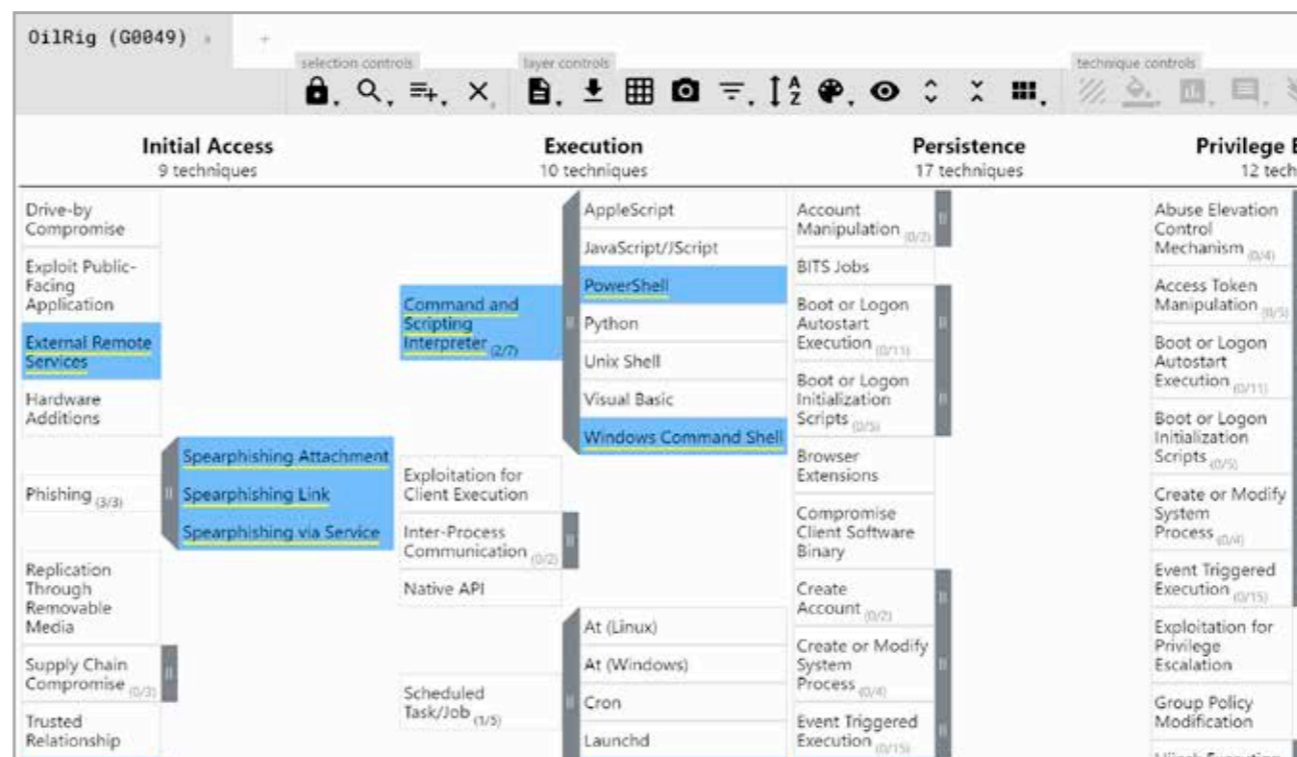 OilRig (G0049) x +
selection controls
layer controls
technique controls
Initial Access
9 techniques
Execution
10 techniques
Persistence
17 techniques
Privilege E
12 tech
Drive-by
Compromise
Exploit Public-
Facing
Application
External Remote
Services
Hardware
Additions
Phishing (3/3)
Spearphishing Attachment
Spearphishing Link
Spearphishing via Service
Replication
Through
Removable
Media
Supply Chain
Compromise (0/3)
Trusted
Relationship
Command and
Scripting
Interpreter (2/7)
AppleScript
JavaScript/JScript
PowerShell
Python
Unix Shell
Visual Basic
Windows Command Shell
Exploitation for
Client Execution
Inter-Process
Communication (0/2)
Native API
Scheduled
Task/Job (1/5)
At (Linux)
At (Windows)
Cron
Launchd
Account
Manipulation (0/2)
BITS Jobs
Boot or Logon
Autostart
Execution (0/11)
Boot or Logon
Initialization
Scripts (0/5)
Browser
Extensions
Compromise
Client Software
Binary
Create
Account (0/2)
Create or Modify
System
Process (0/4)
Event Triggered
Execution (0/15)
Abuse Elevation
Control
Mechanism (0/4)
Access Token
Manipulation (0/5)
Boot or Logon
Autostart
Execution (0/11)
Boot or Logon
Initialization
Scripts (0/5)
Create or Modify
System
Process (0/4)
Event Triggered
Execution (0/15)
Exploitation for
Privilege
Escalation
Group Policy
Modification